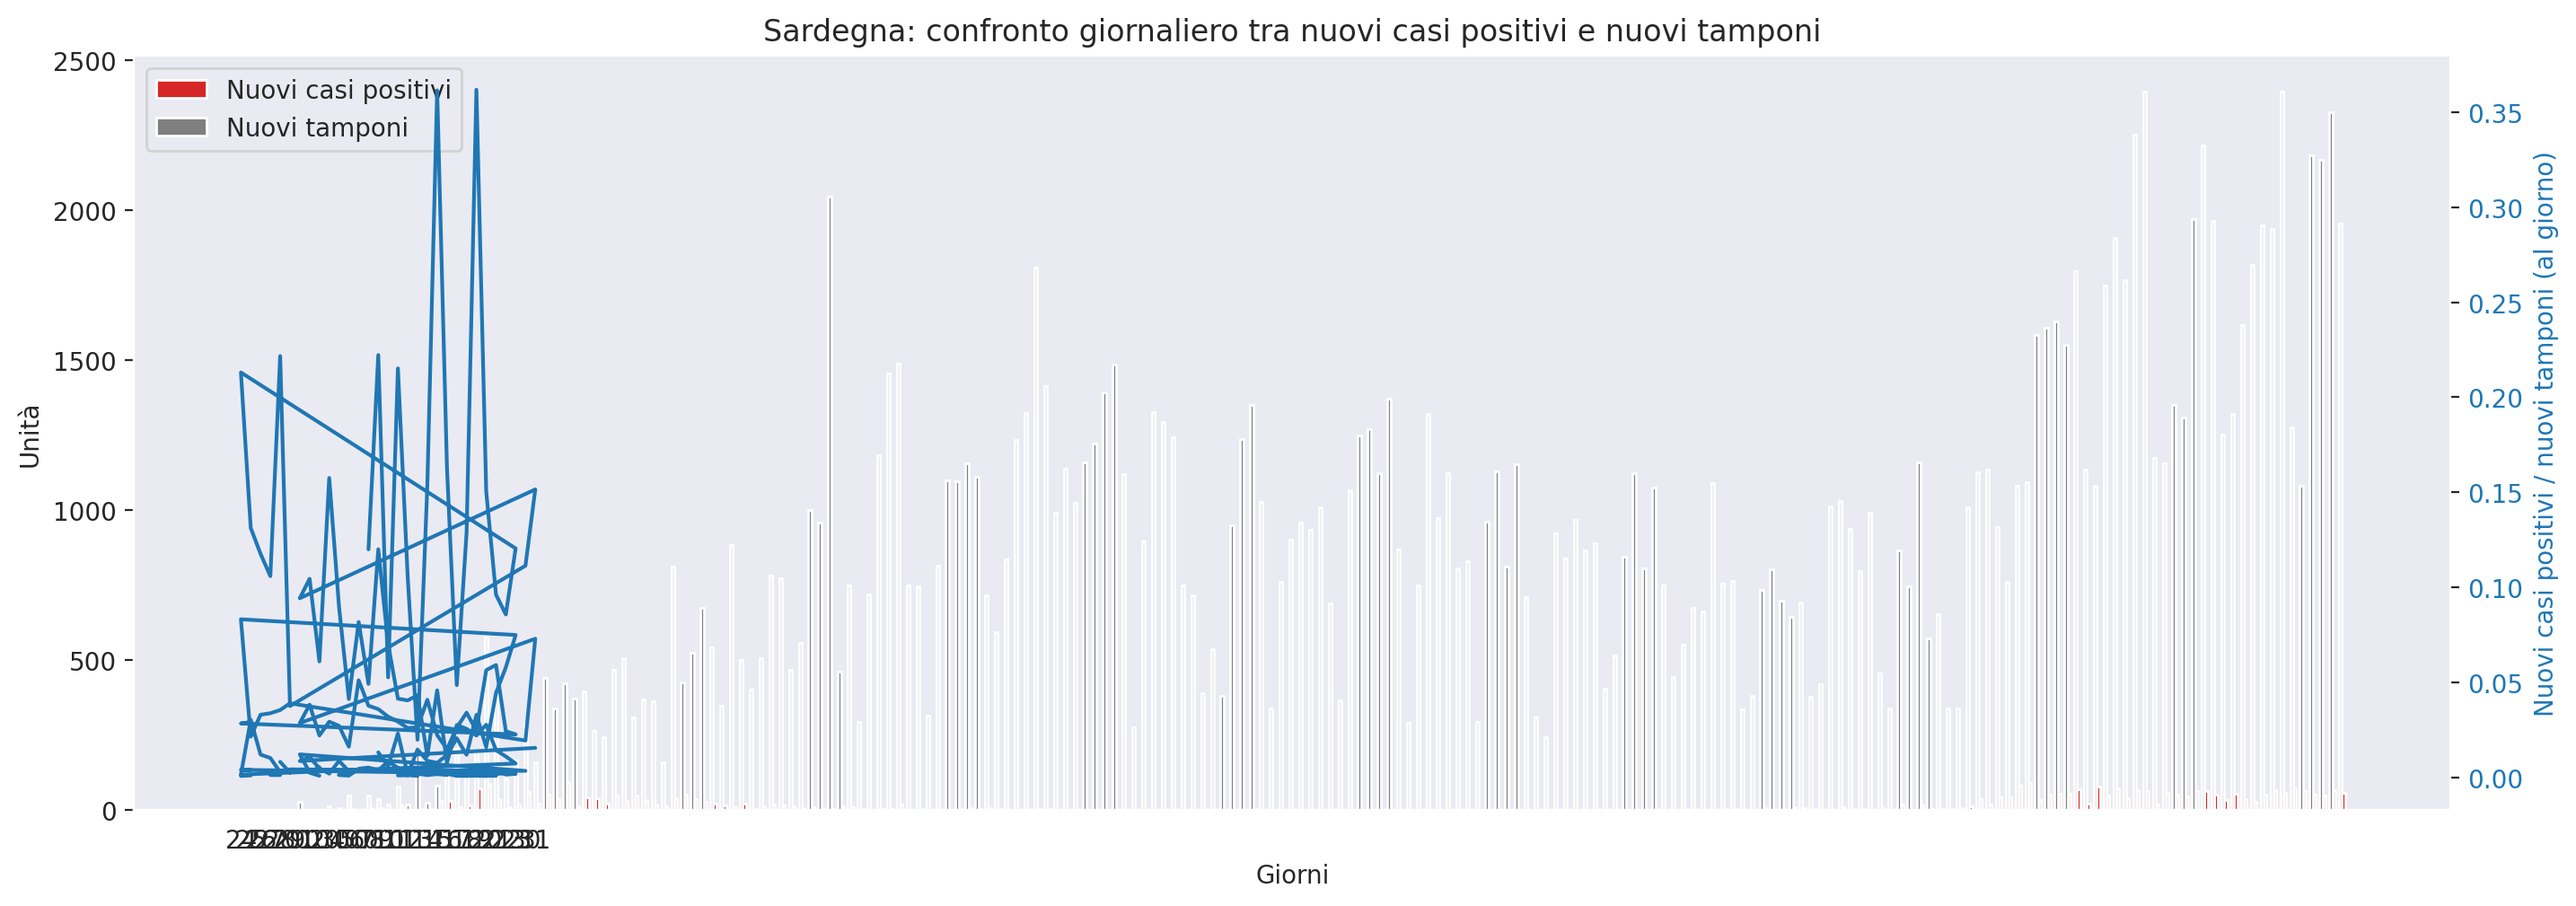 Sardegna: confronto giornaliero tra nuovi casi positivi e nuovi tamponi
Nuovi casi positivi
Nuovi tamponi
2500
2000
1500
1000
500
0
Unità
0.35
0.30
0.25
0.20
0.15
0.10
0.05
0.00
Nuovi casi positivi / nuovi tamponi (al giorno)
Giorni